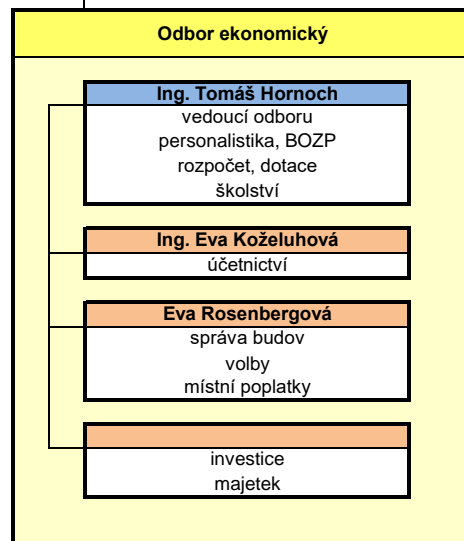 Odbor ekonomický
Ing. Tomáš Hornoch
vedoucí odboru
personalistika, BOZP
rozpočet, dotace
školství
Ing. Eva Koželuhová
účetnictví
Eva Rosenbergová
správa budov
volby
místní poplatky
investice
majetek